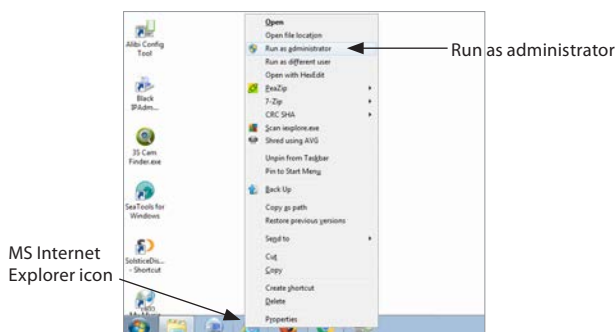 Alibi Config
Tool
Black
IPAdm...
3S Cam
Finder.exe
SeaTools for
Windows
SolsticeDis...
- Shortcut
Open
Open file location
Run as administrator
Run as different user
Open with HexEdit
PeaZip
7-Zip
CRC SHA
Scan iexplore.exe
Shred using AVG
Unpin from Taskbar
Pin to Start Menu
Back Up
Copy as path
Restore previous versions
Send to
Cut
Copy
Create shortcut
Delete
Properties
Run as administrator
MS Internet
Explorer icon